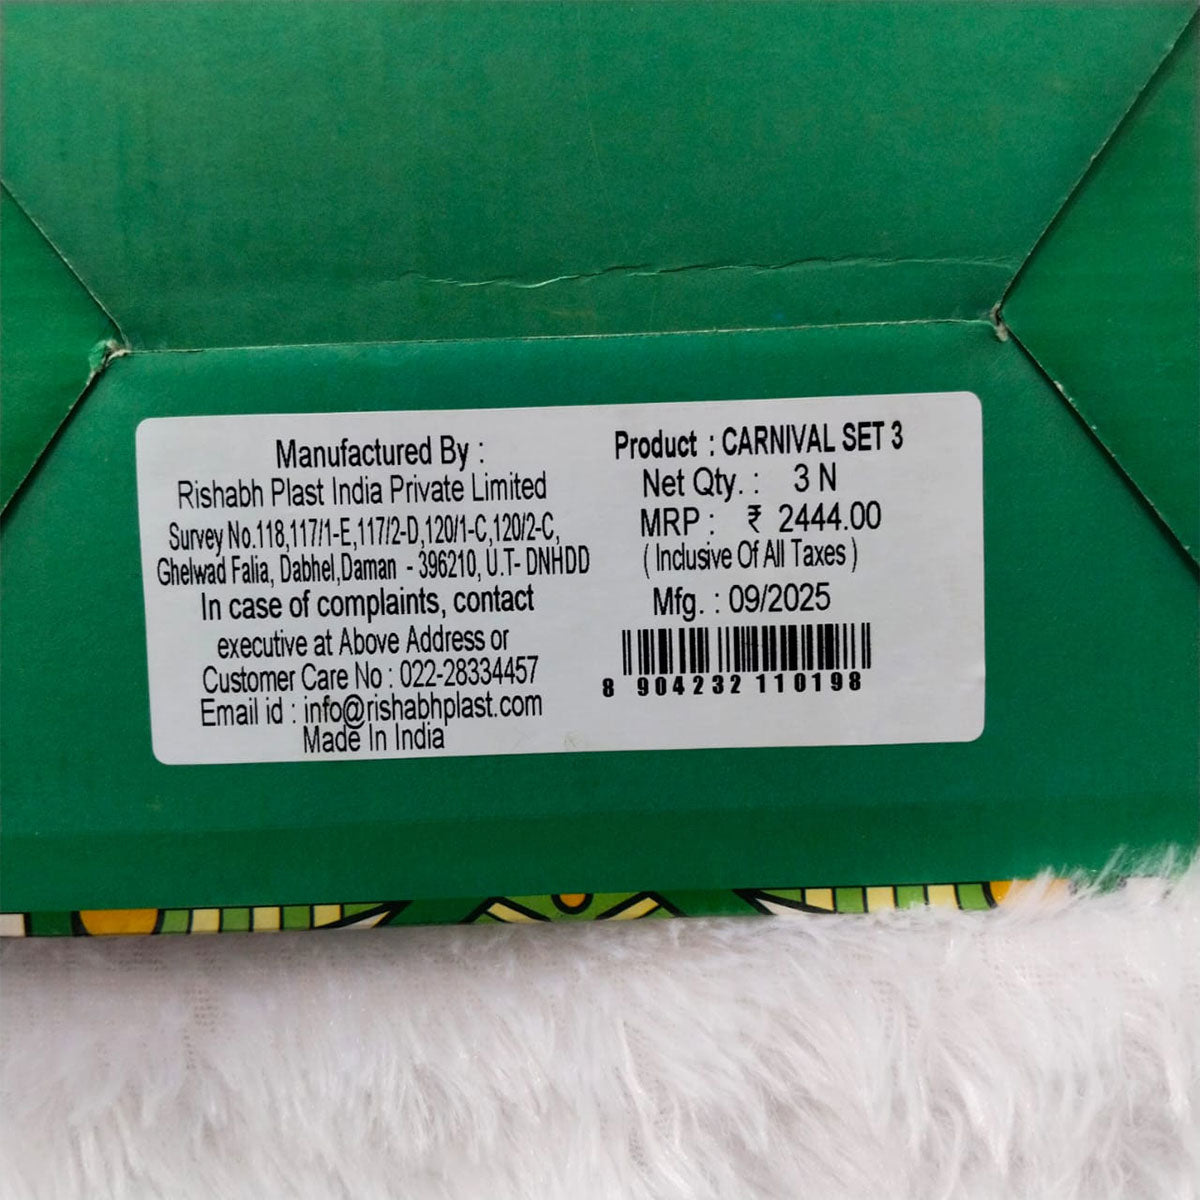 Manufactured By :
Rishabh Plast India Private Limited
Survey No.118,117/1-E,117/2-D,120/1-C,120/2-C,
Ghelwad Falia, Dabhel,Daman - 396210, U.T- DNHDD
In case of complaints, contact
executive at Above Address or
Customer Care No : 022-28334457
Email id : info@rishabhplast.com
Made In India
Product : CARNIVAL SET 3
Net Qty. : 3 N
MRP : ₹ 2444.00
( Inclusive Of All Taxes )
Mfg. : 09/2025
8 904232 110198